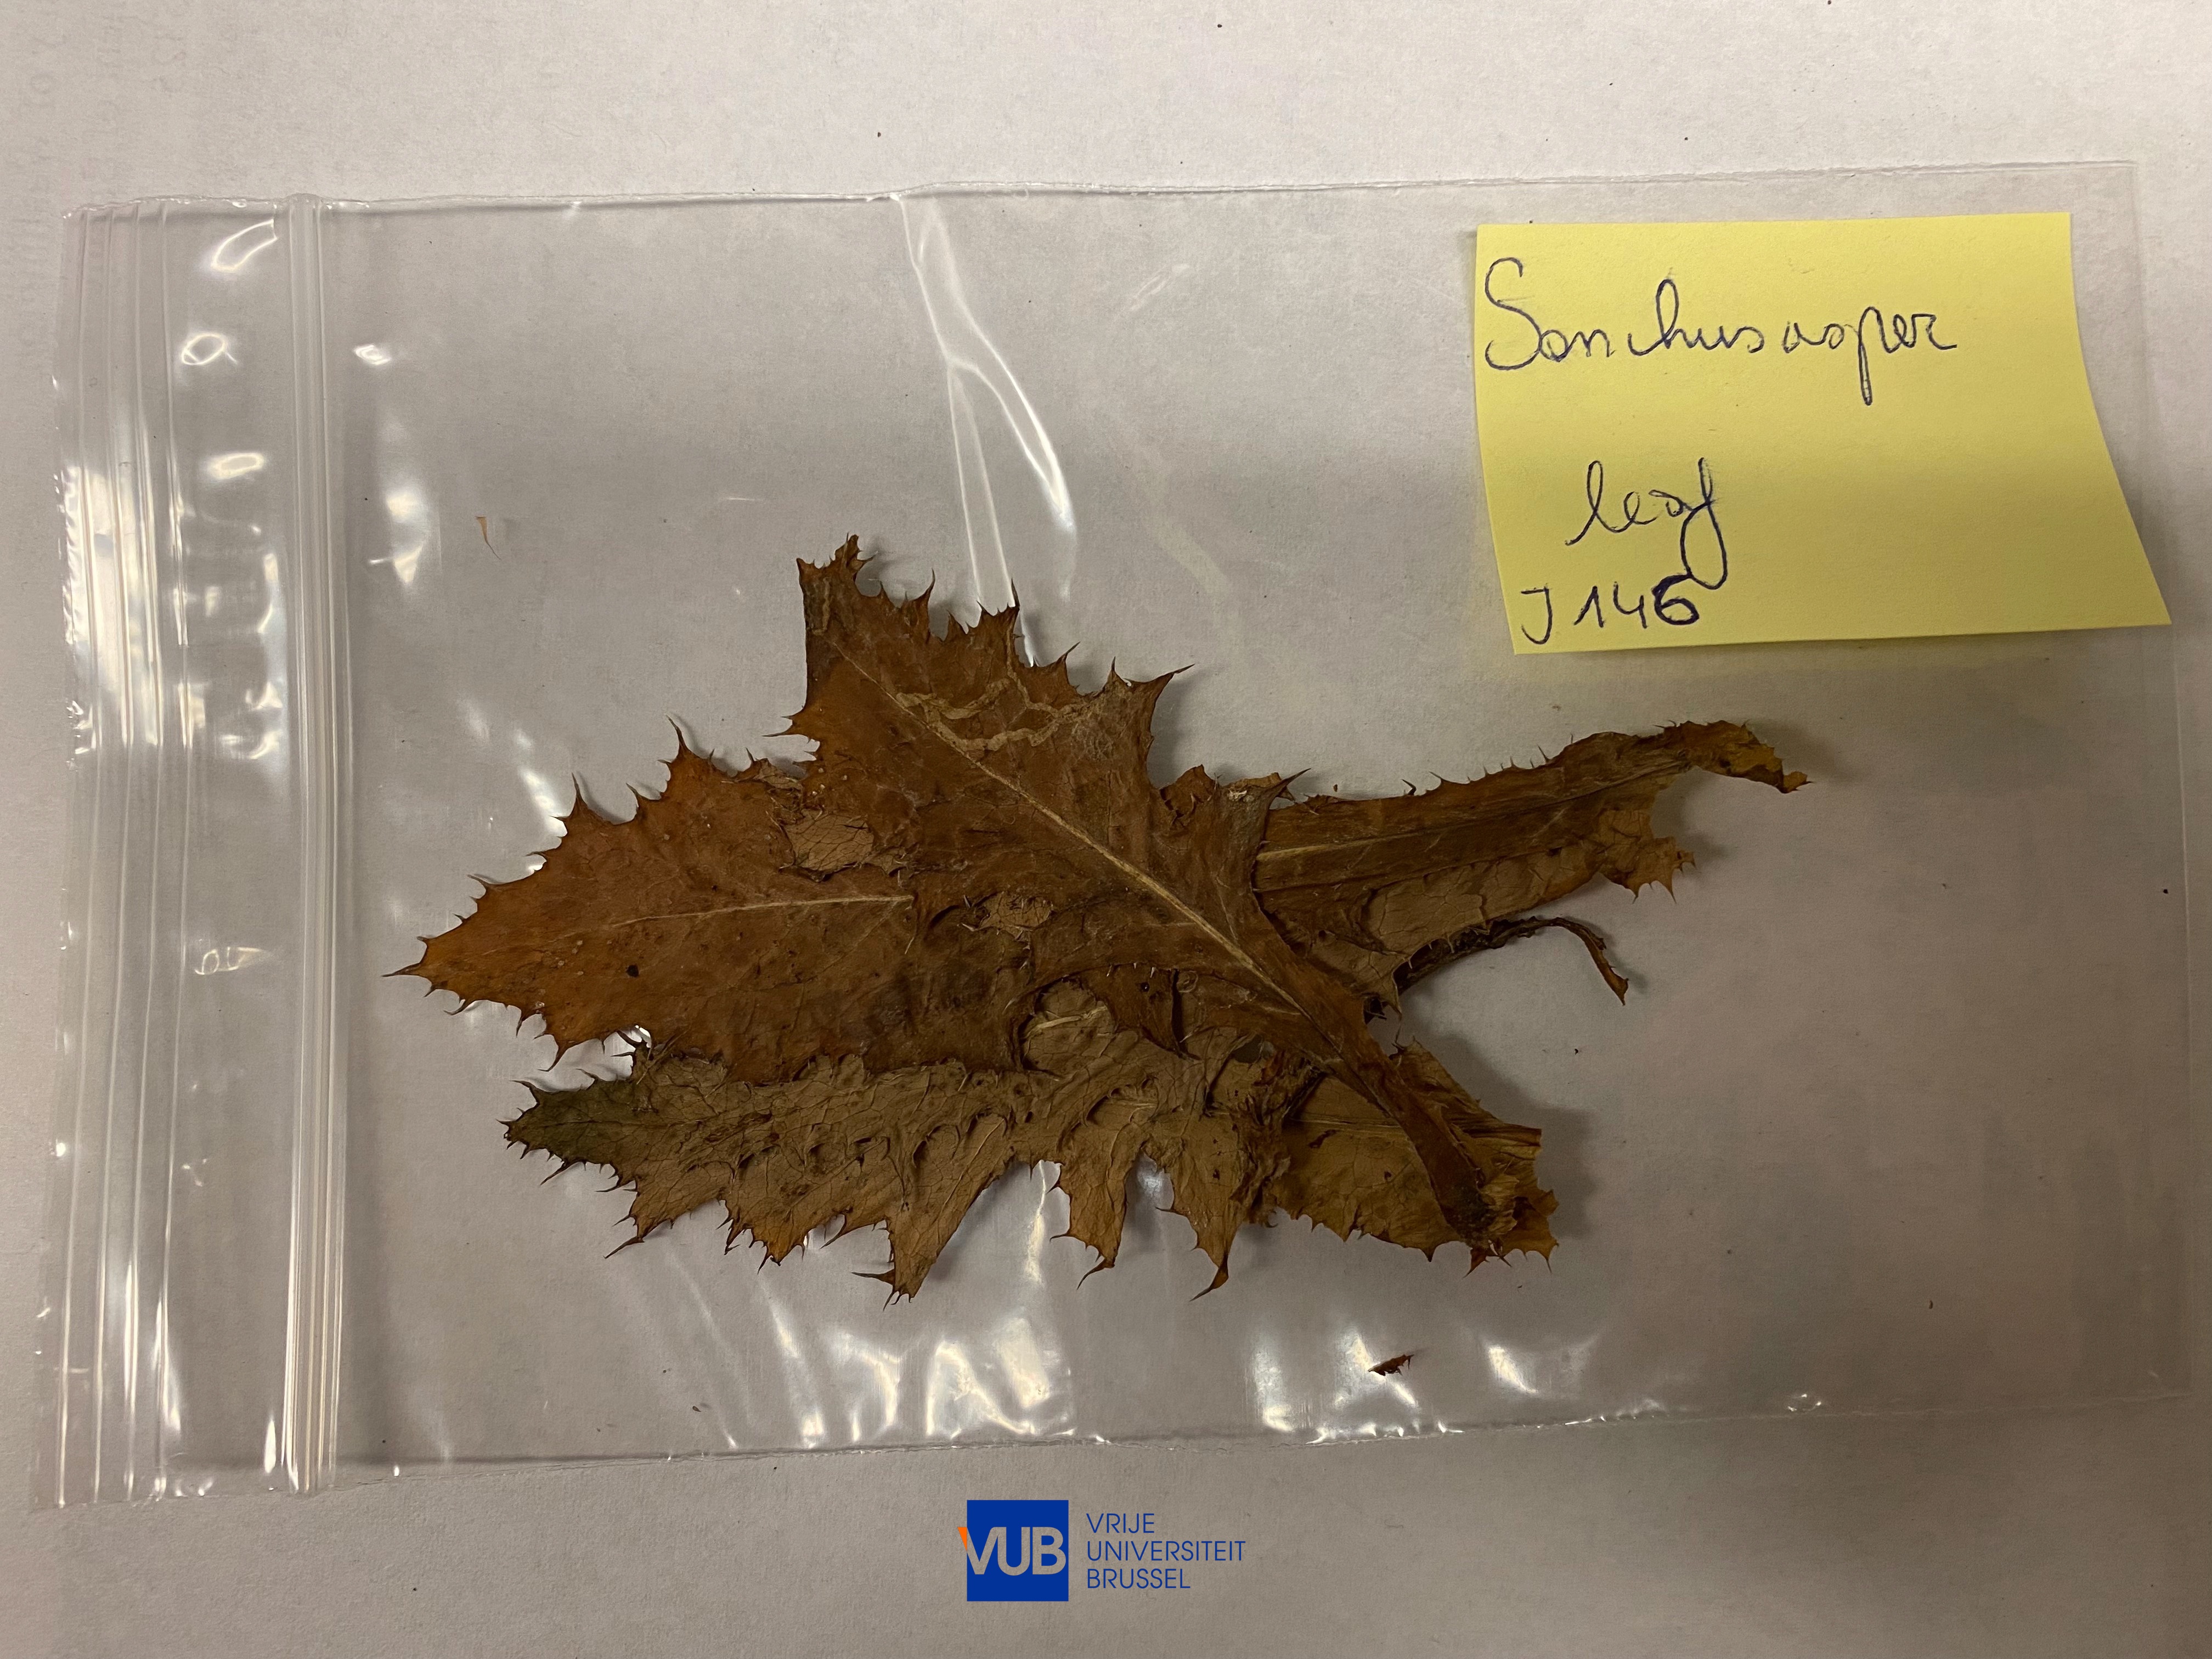 Sonchus asper
leaf
J146
VUB
VRIJE
UNIVERSITEIT
BRUSSEL